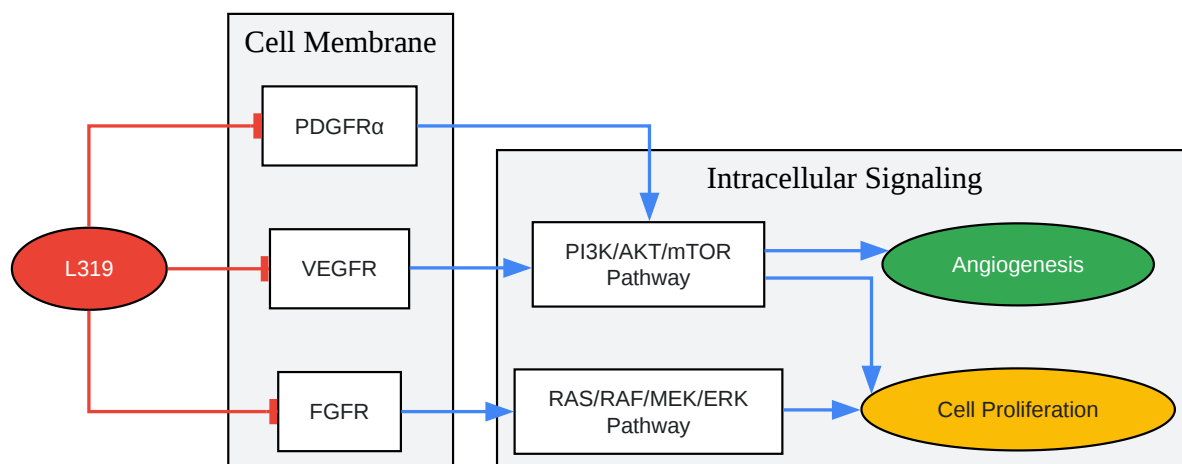 Cell Membrane
PDGFRα
Intracellular Signaling
L319
VEGFR
PI3K/AKT/mTOR
Pathway
Angiogenesis
FGFR
RAS/RAF/MEK/ERK
Pathway
Cell Proliferation